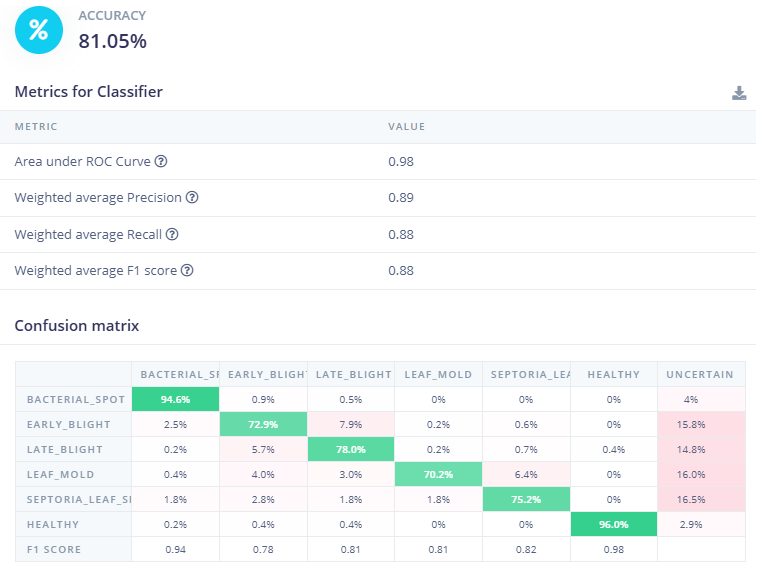 %
ACCURACY
81.05%
Metrics for Classifier
METRIC VALUE
Area under ROC Curve ? 0.98
Weighted average Precision ? 0.89
Weighted average Recall ? 0.88
Weighted average F1 score ? 0.88
Confusion matrix
BACTERIAL_SP EARLY_BLIGHT LATE_BLIGHT LEAF_MOLD SEPTORIA_LEA HEALTHY UNCERTAIN
BACTERIAL_SPOT 94.6% 0.9% 0.5% 0% 0% 0% 4%
EARLY_BLIGHT 2.5% 72.9% 7.9% 0.2% 0.6% 0% 15.8%
LATE_BLIGHT 0.2% 5.7% 78.0% 0.2% 0.7% 0.4% 14.8%
LEAF_MOLD 0.4% 4.0% 3.0% 70.2% 6.4% 0% 16.0%
SEPTORIA_LEAF_SP 1.8% 2.8% 1.8% 1.8% 75.2% 0% 16.5%
HEALTHY 0.2% 0.4% 0.4% 0% 0% 96.0% 2.9%
F1 SCORE 0.94 0.78 0.81 0.81 0.82 0.98